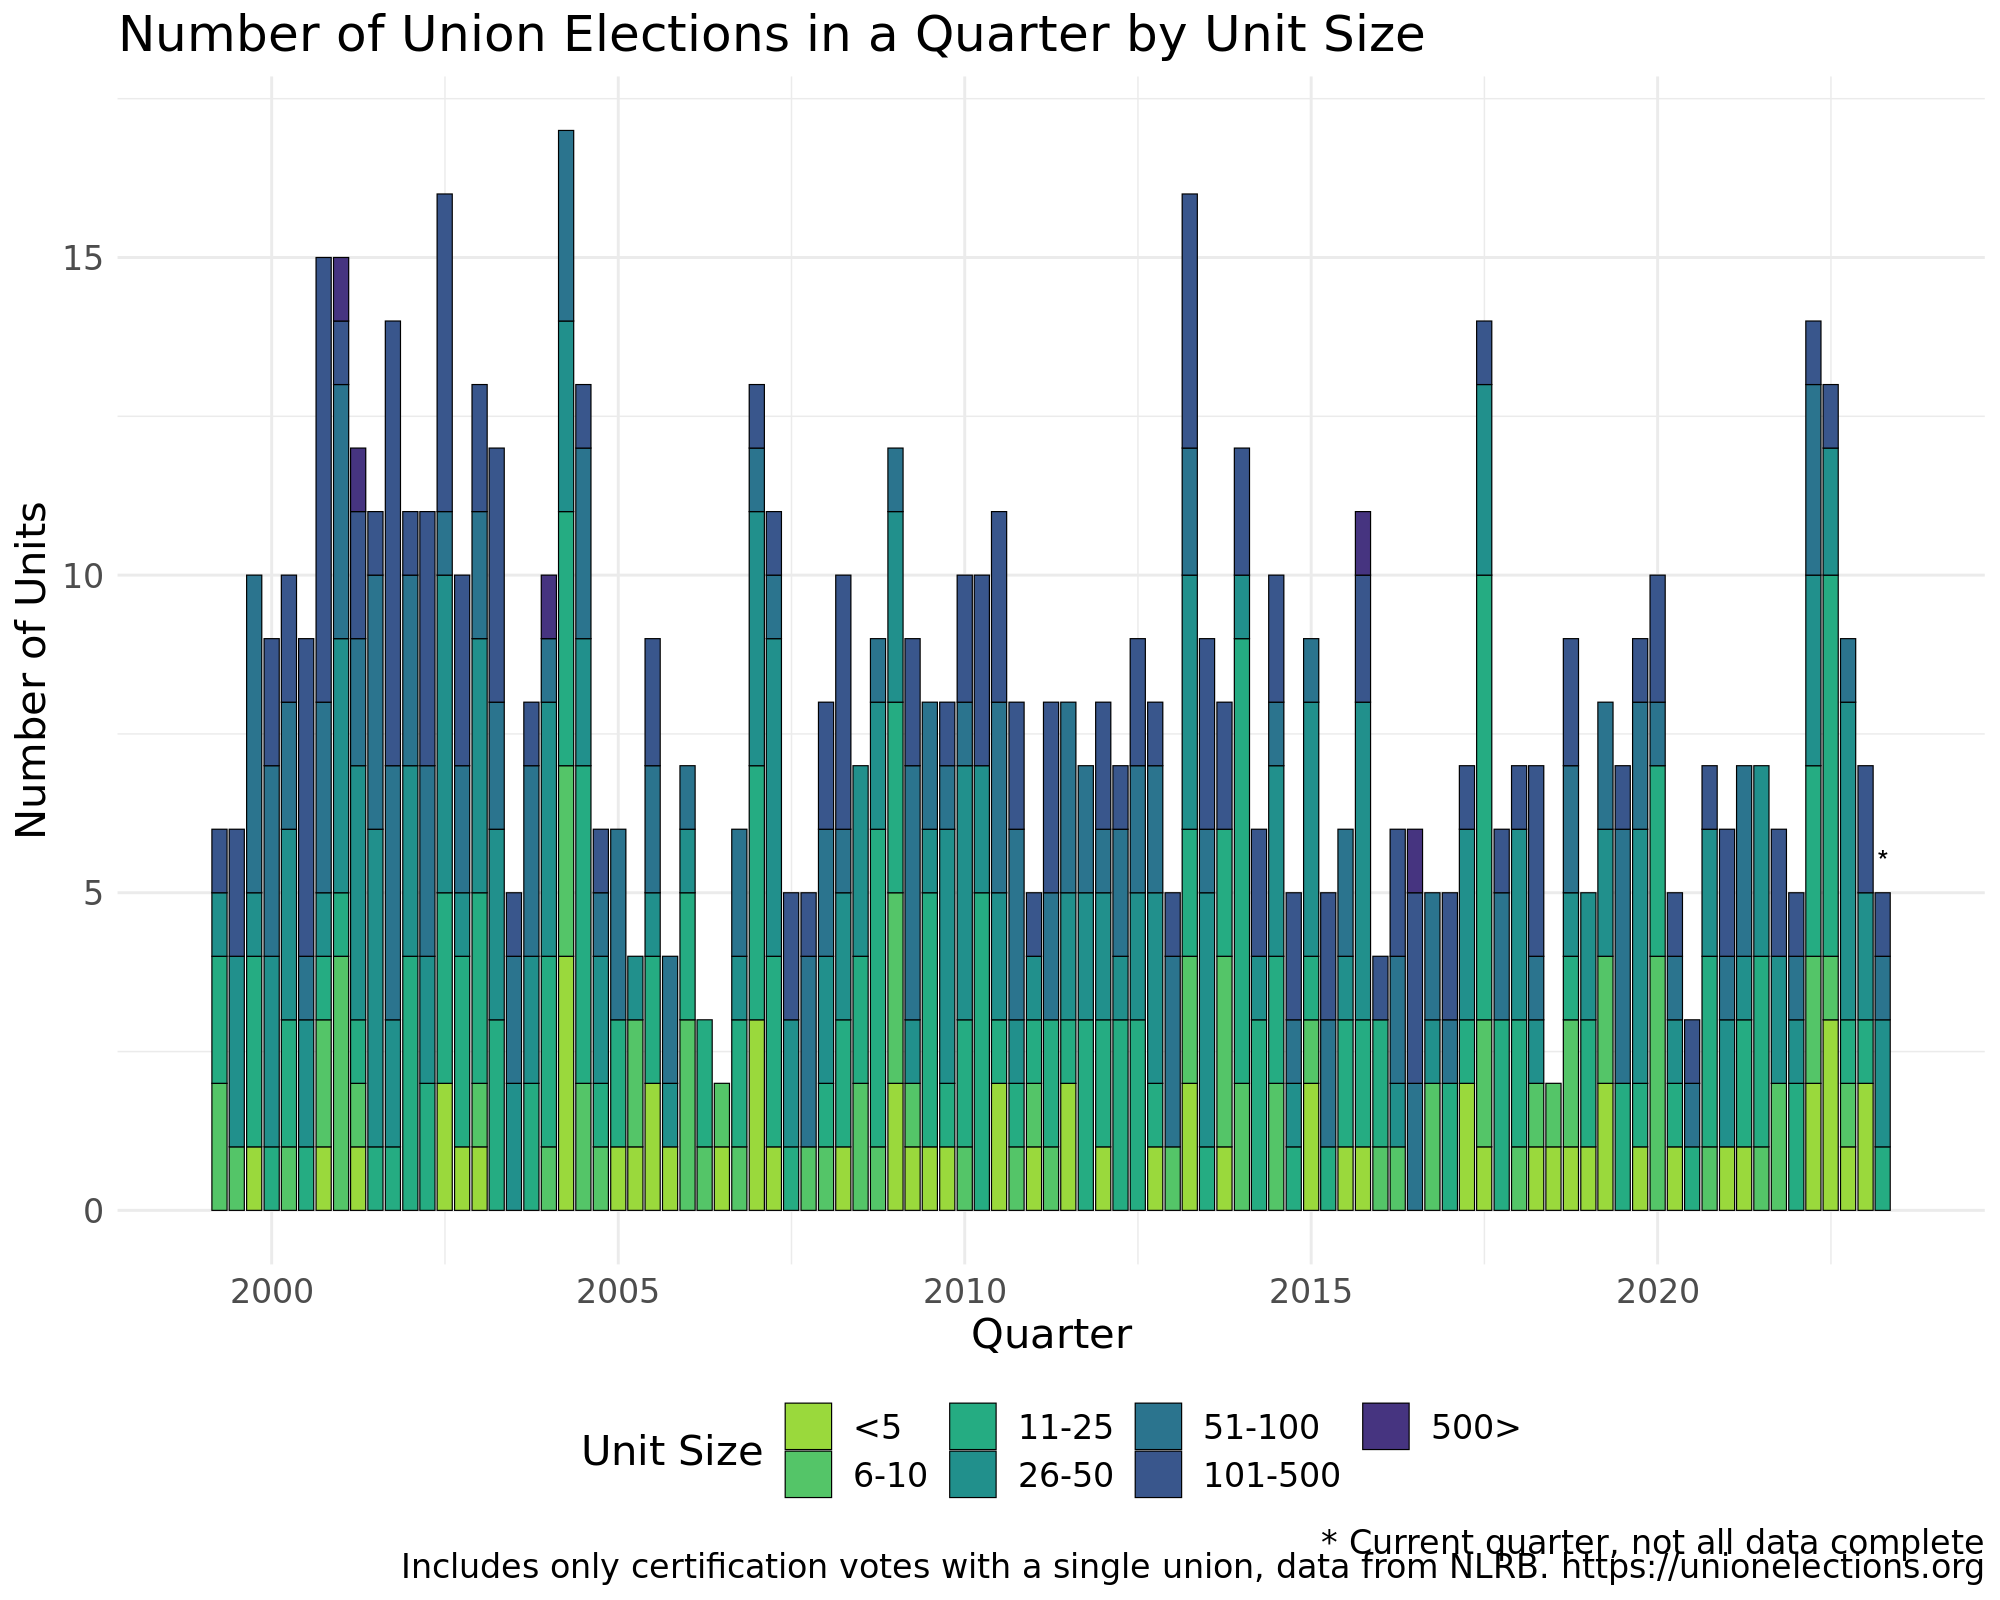 Number of Union Elections in a Quarter by Unit Size
Number of Units
15
10
5
0
*
2000 2005 2010 2015 2020
Quarter
Unit Size
<5 11-25 51-100 500>
6-10 26-50 101-500
* Current quarter, not all data complete
Includes only certification votes with a single union, data from NLRB. https://unionelections.org